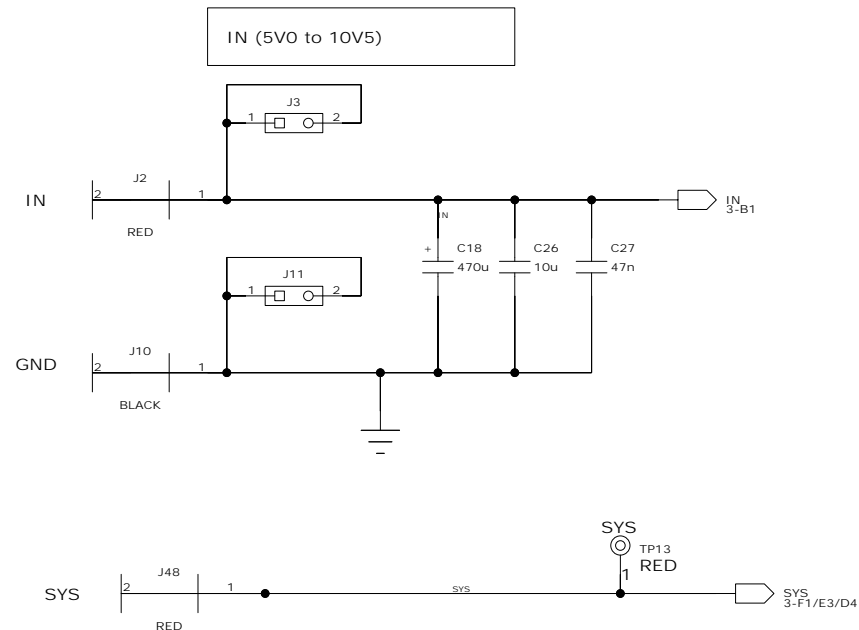 IN (5V0 to 10V5)
J3
1 2
J2
IN 2 1
IN
3-B1
RED
IN
+ C18
470u
C26
10u
C27
47n
J11
1 2
J10
GND 2 1
BLACK
SYS
TP13
RED
1
J48
SYS 2 1
SYS
SYS
3-F1/E3/D4
RED